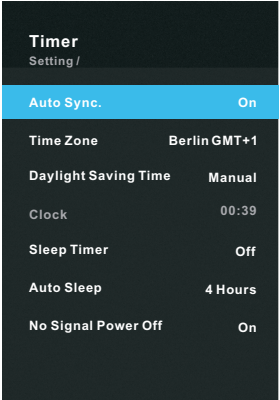 Timer
Setting /
Auto Sync. On
Time Zone Berlin GMT+1
Daylight Saving Time Manual
Clock 00:39
Sleep Timer Off
Auto Sleep 4 Hours
No Signal Power Off On